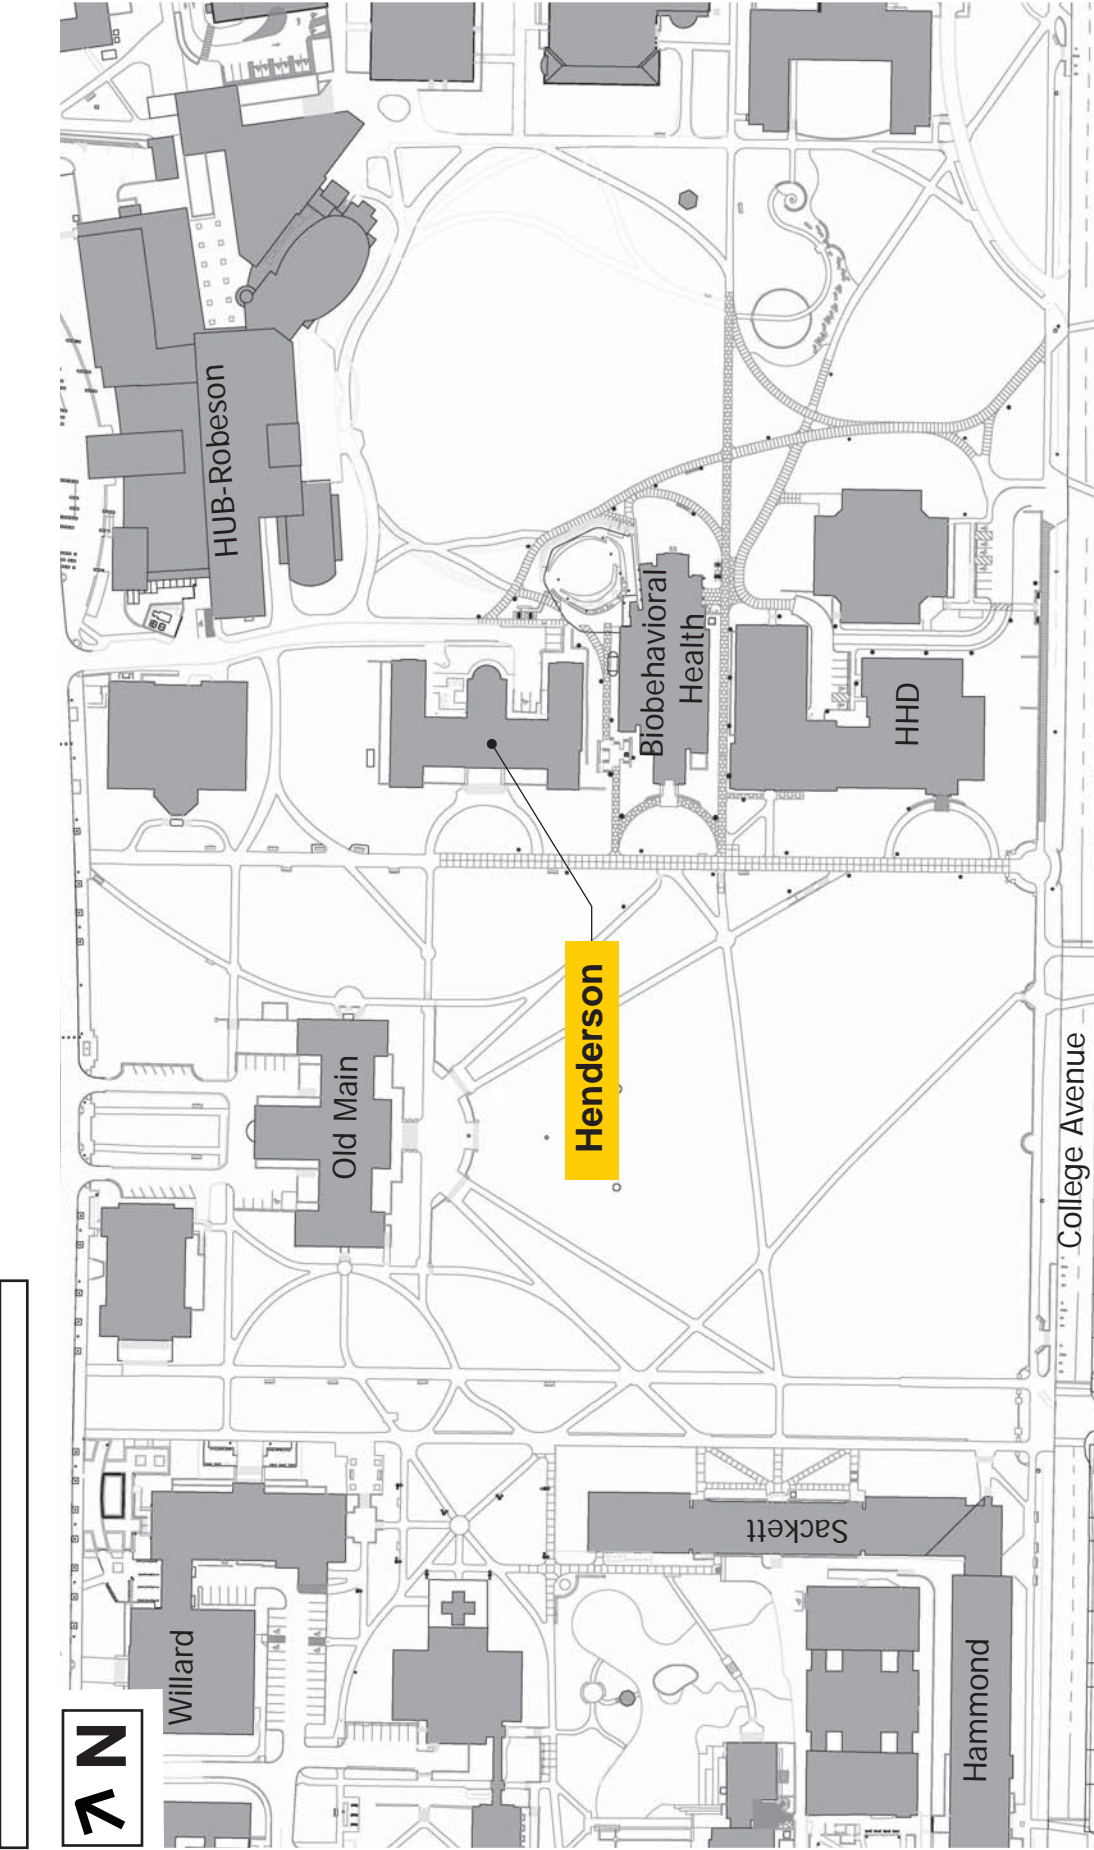 HUB-Robeson
Biobehavioral
Health
HHD
Henderson
Old Main
College Avenue
Sackett
Willard
Hammond
N